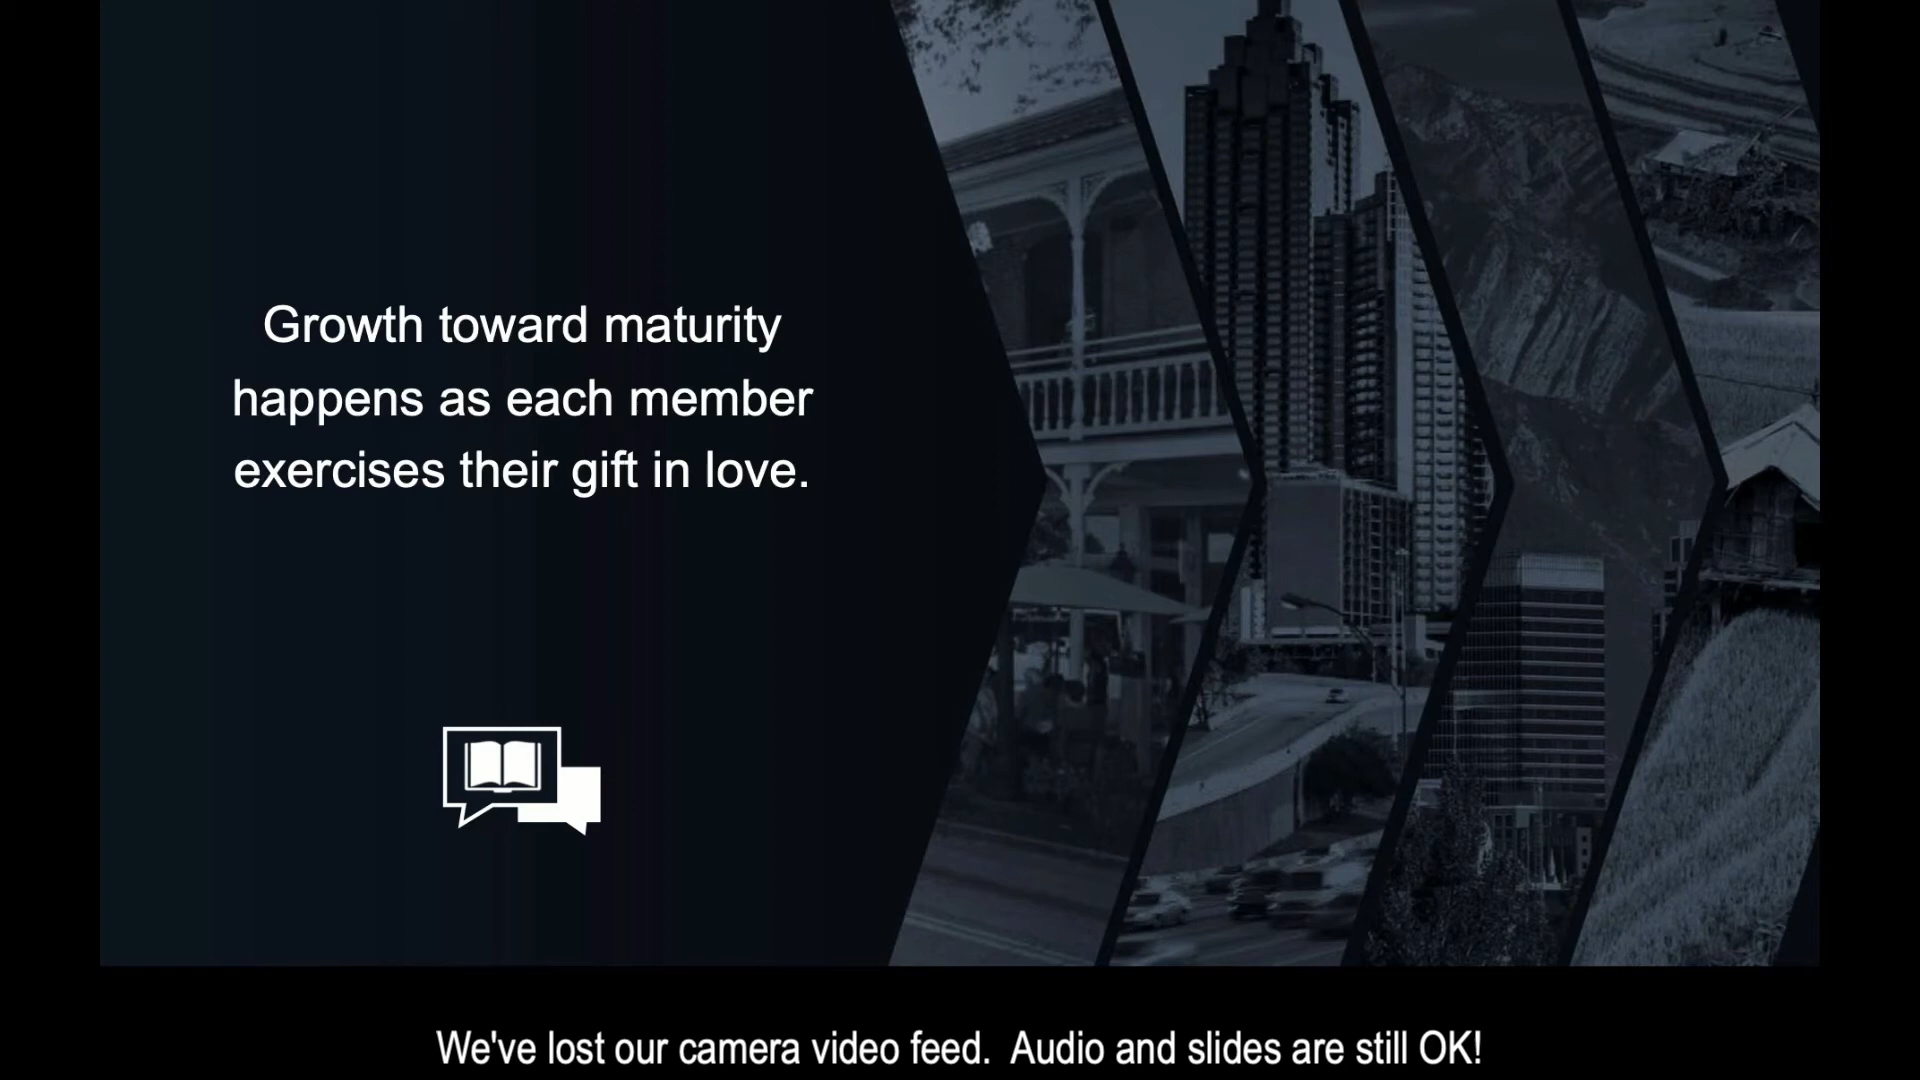 Growth toward maturity
happens as each member
exercises their gift in love.
We've lost our camera video feed.  Audio and slides are still OK!